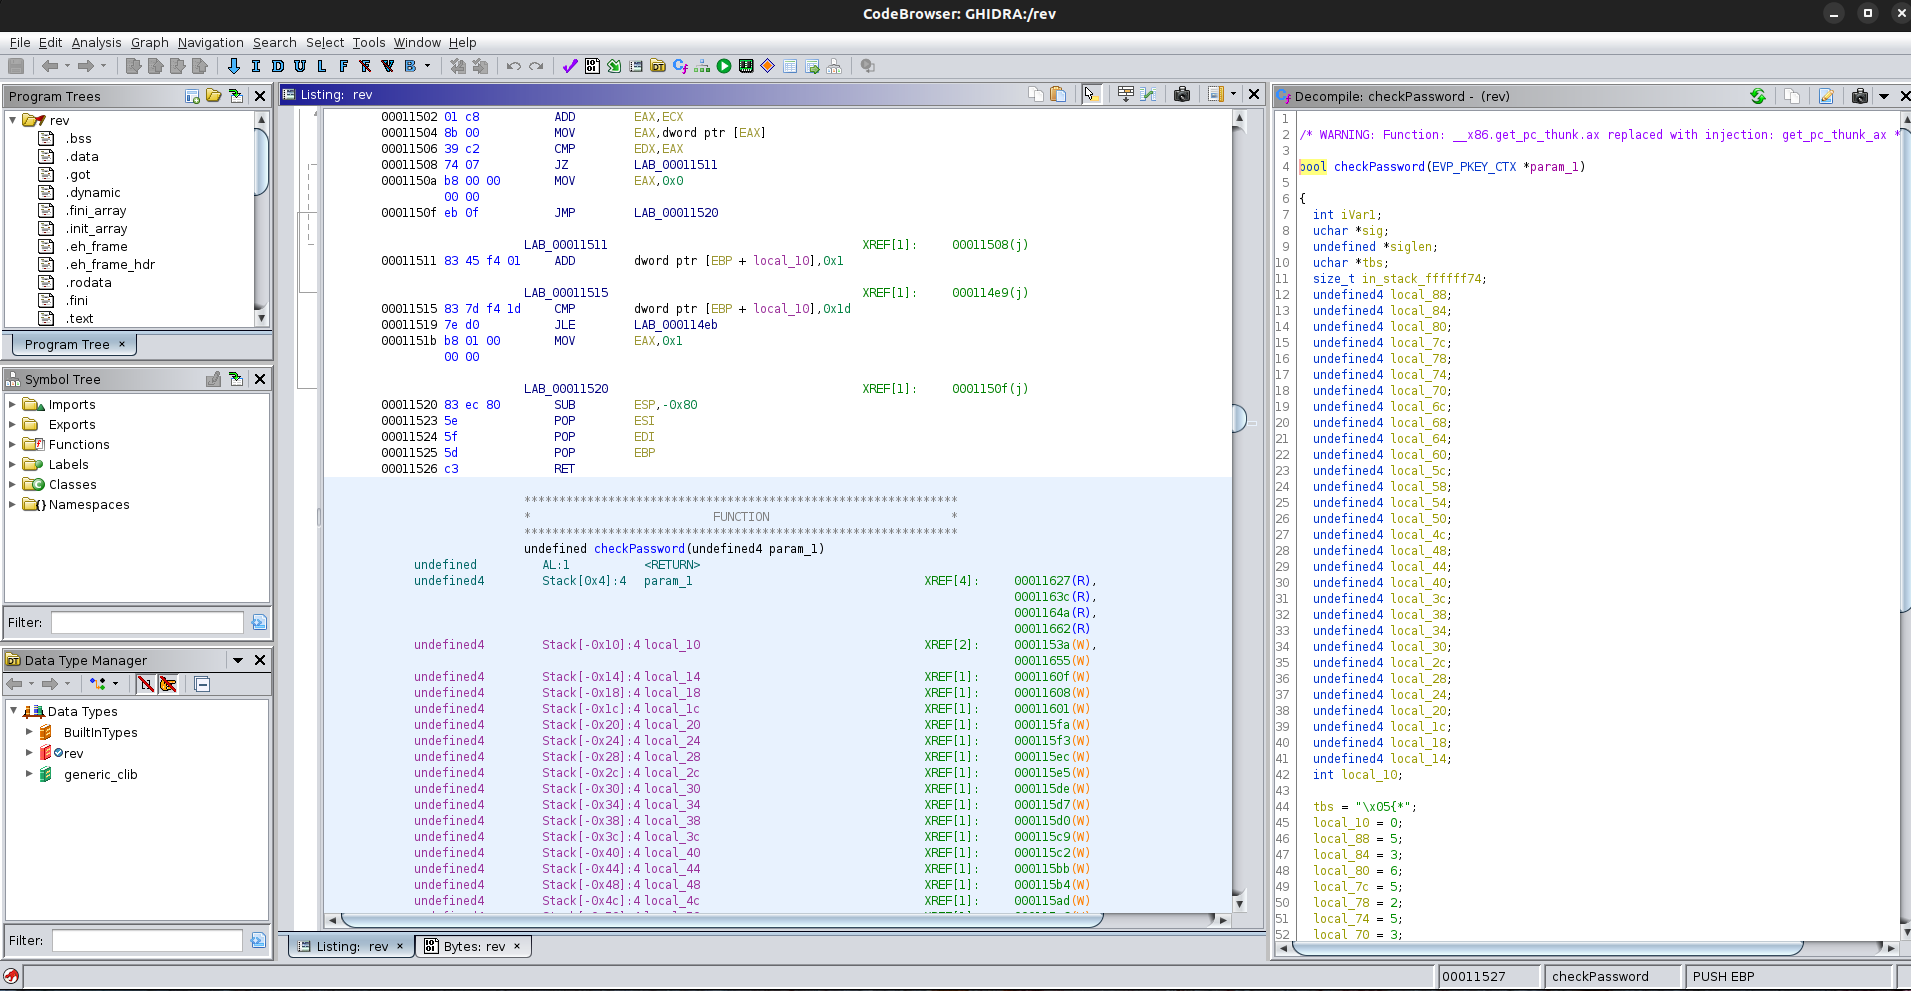 CodeBrowser: GHIDRA:/rev
File Edit Analysis Graph Navigation Search Select Tools Window Help
I D U L F V B
Program Trees
rev
.bss
.data
.got
.dynamic
.fini_array
.init_array
.eh_frame
.eh_frame_hdr
.rodata
.fini
.text
Program Tree ×
Symbol Tree
Imports
Exports
Functions
Labels
Classes
Namespaces
Filter:
Data Type Manager
Data Types
BuiltInTypes
rev
generic_clib
Filter:
Listing: rev
00011502 01 c8 ADD EAX,ECX
00011504 8b 00 MOV EAX,dword ptr [EAX]
00011506 39 c2 CMP EDX,EAX
00011508 74 07 JZ LAB_00011511
0001150a b8 00 00 MOV EAX,0x0
00 00
0001150f eb 0f JMP LAB_00011520
LAB_00011511 XREF[1]: 00011508(j)
00011511 83 45 f4 01 ADD dword ptr [EBP + local_10],0x1
LAB_00011515 XREF[1]: 000114e9(j)
00011515 83 7d f4 1d CMP dword ptr [EBP + local_10],0x1d
00011519 7e d0 JLE LAB_000114eb
0001151b b8 01 00 MOV EAX,0x1
00 00
LAB_00011520 XREF[1]: 0001150f(j)
00011520 83 ec 80 SUB ESP,-0x80
00011523 5e POP ESI
00011524 5f POP EDI
00011525 5d POP EBP
00011526 c3 RET
**************************************************************
* FUNCTION *
**************************************************************
undefined checkPassword(undefined4 param_1)
undefined AL:1 <RETURN>
undefined4 Stack[0x4]:4 param_1 XREF[4]: 00011627(R),
0001163c(R),
0001164a(R),
00011662(R)
undefined4 Stack[-0x10]:4 local_10 XREF[2]: 0001153a(W),
00011655(W)
undefined4 Stack[-0x14]:4 local_14 XREF[1]: 0001160f(W)
undefined4 Stack[-0x18]:4 local_18 XREF[1]: 00011608(W)
undefined4 Stack[-0x1c]:4 local_1c XREF[1]: 00011601(W)
undefined4 Stack[-0x20]:4 local_20 XREF[1]: 000115fa(W)
undefined4 Stack[-0x24]:4 local_24 XREF[1]: 000115f3(W)
undefined4 Stack[-0x28]:4 local_28 XREF[1]: 000115ec(W)
undefined4 Stack[-0x2c]:4 local_2c XREF[1]: 000115e5(W)
undefined4 Stack[-0x30]:4 local_30 XREF[1]: 000115de(W)
undefined4 Stack[-0x34]:4 local_34 XREF[1]: 000115d7(W)
undefined4 Stack[-0x38]:4 local_38 XREF[1]: 000115d0(W)
undefined4 Stack[-0x3c]:4 local_3c XREF[1]: 000115c9(W)
undefined4 Stack[-0x40]:4 local_40 XREF[1]: 000115c2(W)
undefined4 Stack[-0x44]:4 local_44 XREF[1]: 000115bb(W)
undefined4 Stack[-0x48]:4 local_48 XREF[1]: 000115b4(W)
undefined4 Stack[-0x4c]:4 local_4c XREF[1]: 000115ad(W)
Listing: rev ×
Bytes: rev ×
Decompile: checkPassword - (rev)
1
2 /* WARNING: Function: __x86.get_pc_thunk.ax replaced with injection: get_pc_thunk_ax *
3
4 bool checkPassword(EVP_PKEY_CTX *param_1)
5
6 {
7 int iVar1;
8 uchar *sig;
9 undefined *siglen;
10 uchar *tbs;
11 size_t in_stack_ffffff74;
12 undefined4 local_88;
13 undefined4 local_84;
14 undefined4 local_80;
15 undefined4 local_7c;
16 undefined4 local_78;
17 undefined4 local_74;
18 undefined4 local_70;
19 undefined4 local_6c;
20 undefined4 local_68;
21 undefined4 local_64;
22 undefined4 local_60;
23 undefined4 local_5c;
24 undefined4 local_58;
25 undefined4 local_54;
26 undefined4 local_50;
27 undefined4 local_4c;
28 undefined4 local_48;
29 undefined4 local_44;
30 undefined4 local_40;
31 undefined4 local_3c;
32 undefined4 local_38;
33 undefined4 local_34;
34 undefined4 local_30;
35 undefined4 local_2c;
36 undefined4 local_28;
37 undefined4 local_24;
38 undefined4 local_20;
39 undefined4 local_1c;
40 undefined4 local_18;
41 undefined4 local_14;
42 int local_10;
43
44 tbs = "\x05{*";
45 local_10 = 0;
46 local_88 = 5;
47 local_84 = 3;
48 local_80 = 6;
49 local_7c = 5;
50 local_78 = 2;
51 local_74 = 5;
52 local_70 = 3;
00011527 checkPassword PUSH EBP